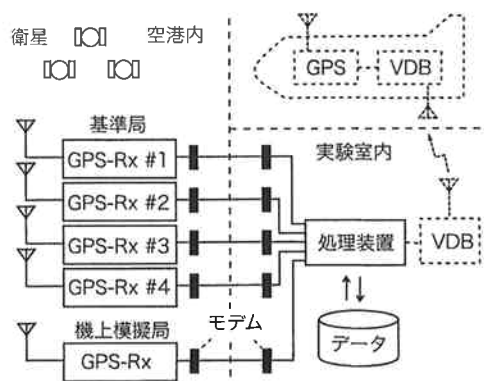 衛星
空港内
GPS
VDB
基準局
実験室内
GPS-Rx #1
GPS-Rx #2
GPS-Rx #3
GPS-Rx #4
処理装置
VDB
機上模擬局
モデム
GPS-Rx
データ